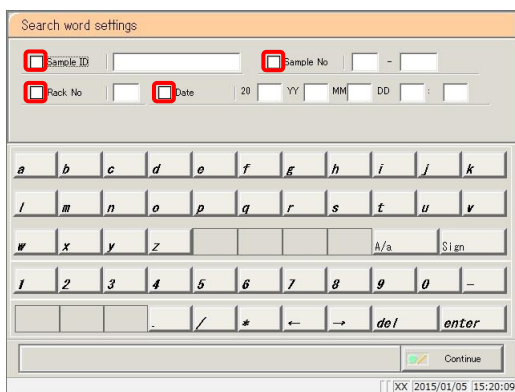 Search word settings
Sample ID
Sample No -
Rack No Date 20 YY MM DD :
a b c d e f g h i j k
l m n o p q r s t u v
w x y z A/a Sign
1 2 3 4 5 6 7 8 9 0 -
. / * ← → del enter
Continue
XX 2015/01/05 15:20:09